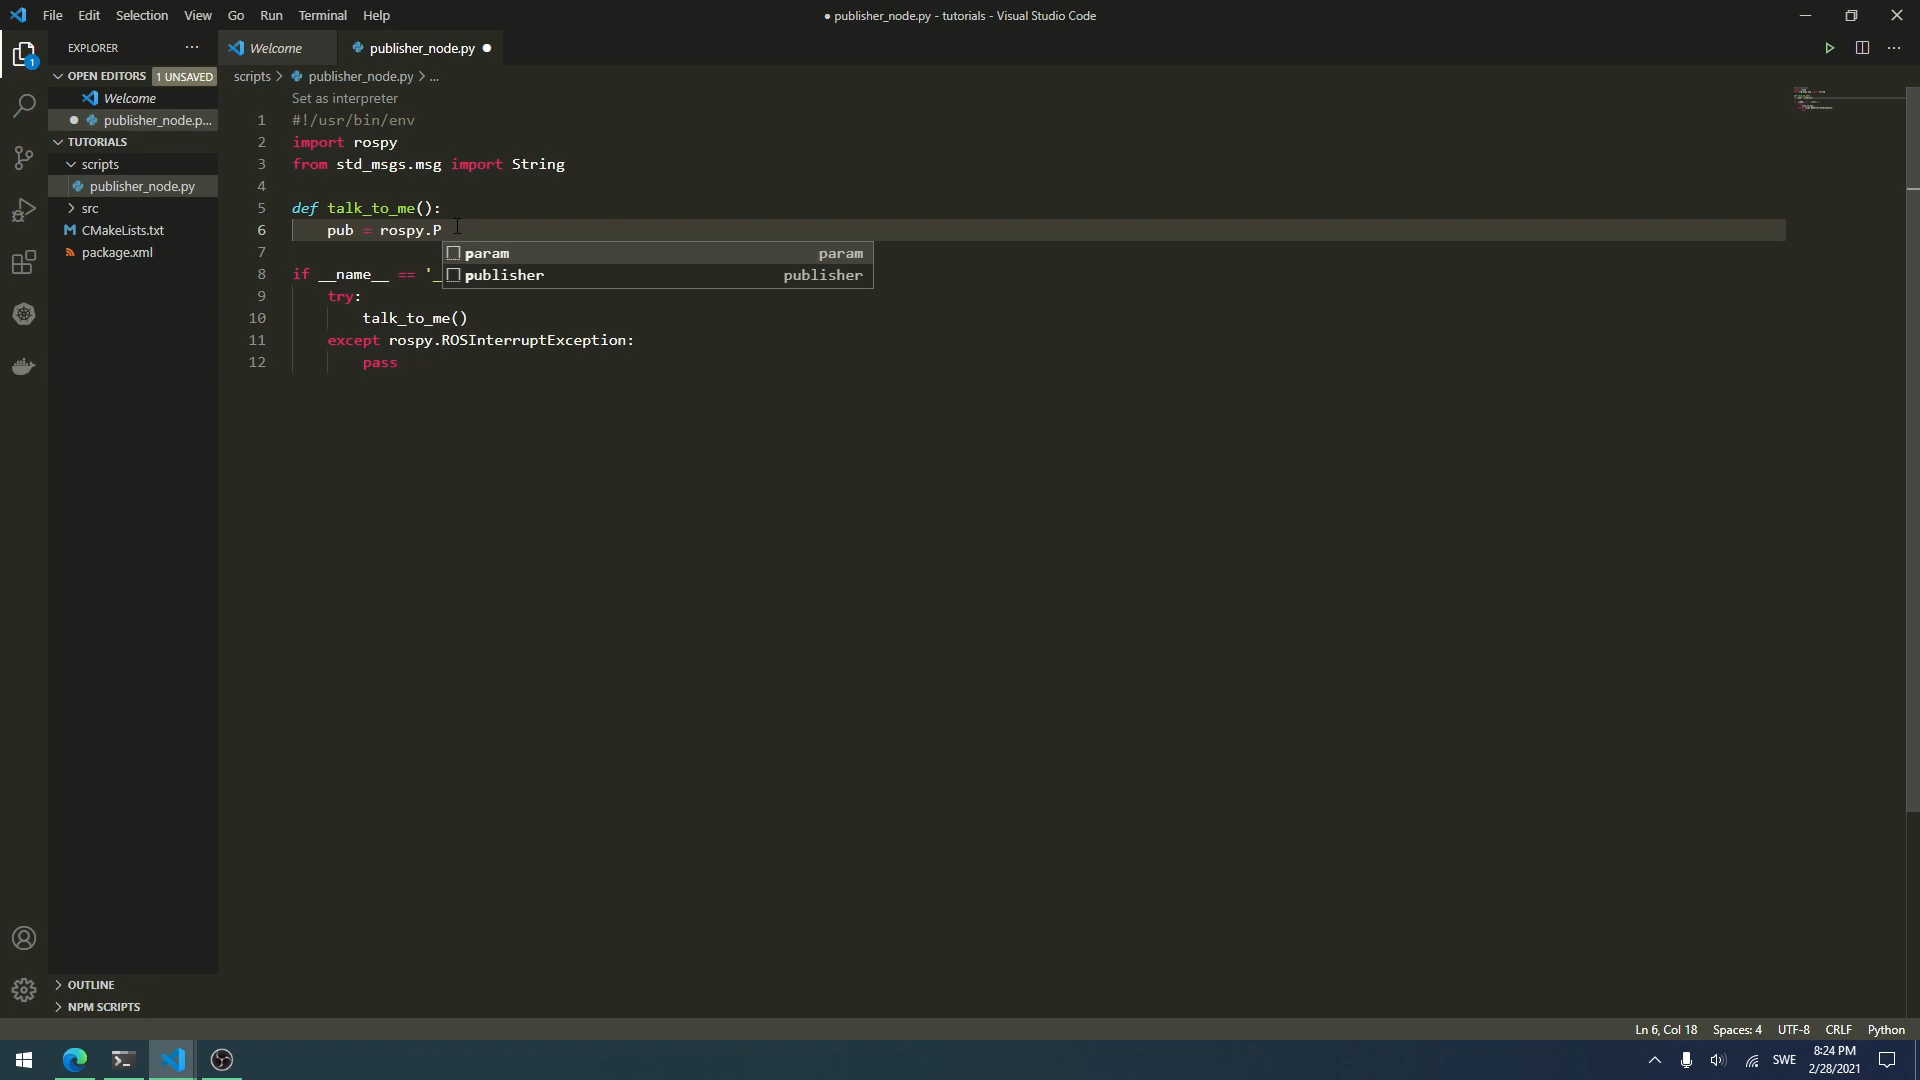 File Edit Selection View Go Run Terminal Help
● publisher_node.py - tutorials - Visual Studio Code
EXPLORER
Welcome
publisher_node.py
OPEN EDITORS 1 UNSAVED
Welcome
publisher_node.p...
TUTORIALS
scripts
publisher_node.py
src
CMakeLists.txt
package.xml
OUTLINE
NPM SCRIPTS
1
scripts > publisher_node.py > ...
Set as interpreter
1 #!/usr/bin/env
2 import rospy
3 from std_msgs.msg import String
4
5 def talk_to_me():
6 pub = rospy.P
param param
publisher publisher
7
8 if __name__ == '_
9 try:
10 talk_to_me()
11 except rospy.ROSInterruptException:
12 pass
Ln 6, Col 18 Spaces: 4 UTF-8 CRLF Python
SWE
8:24 PM
2/28/2021